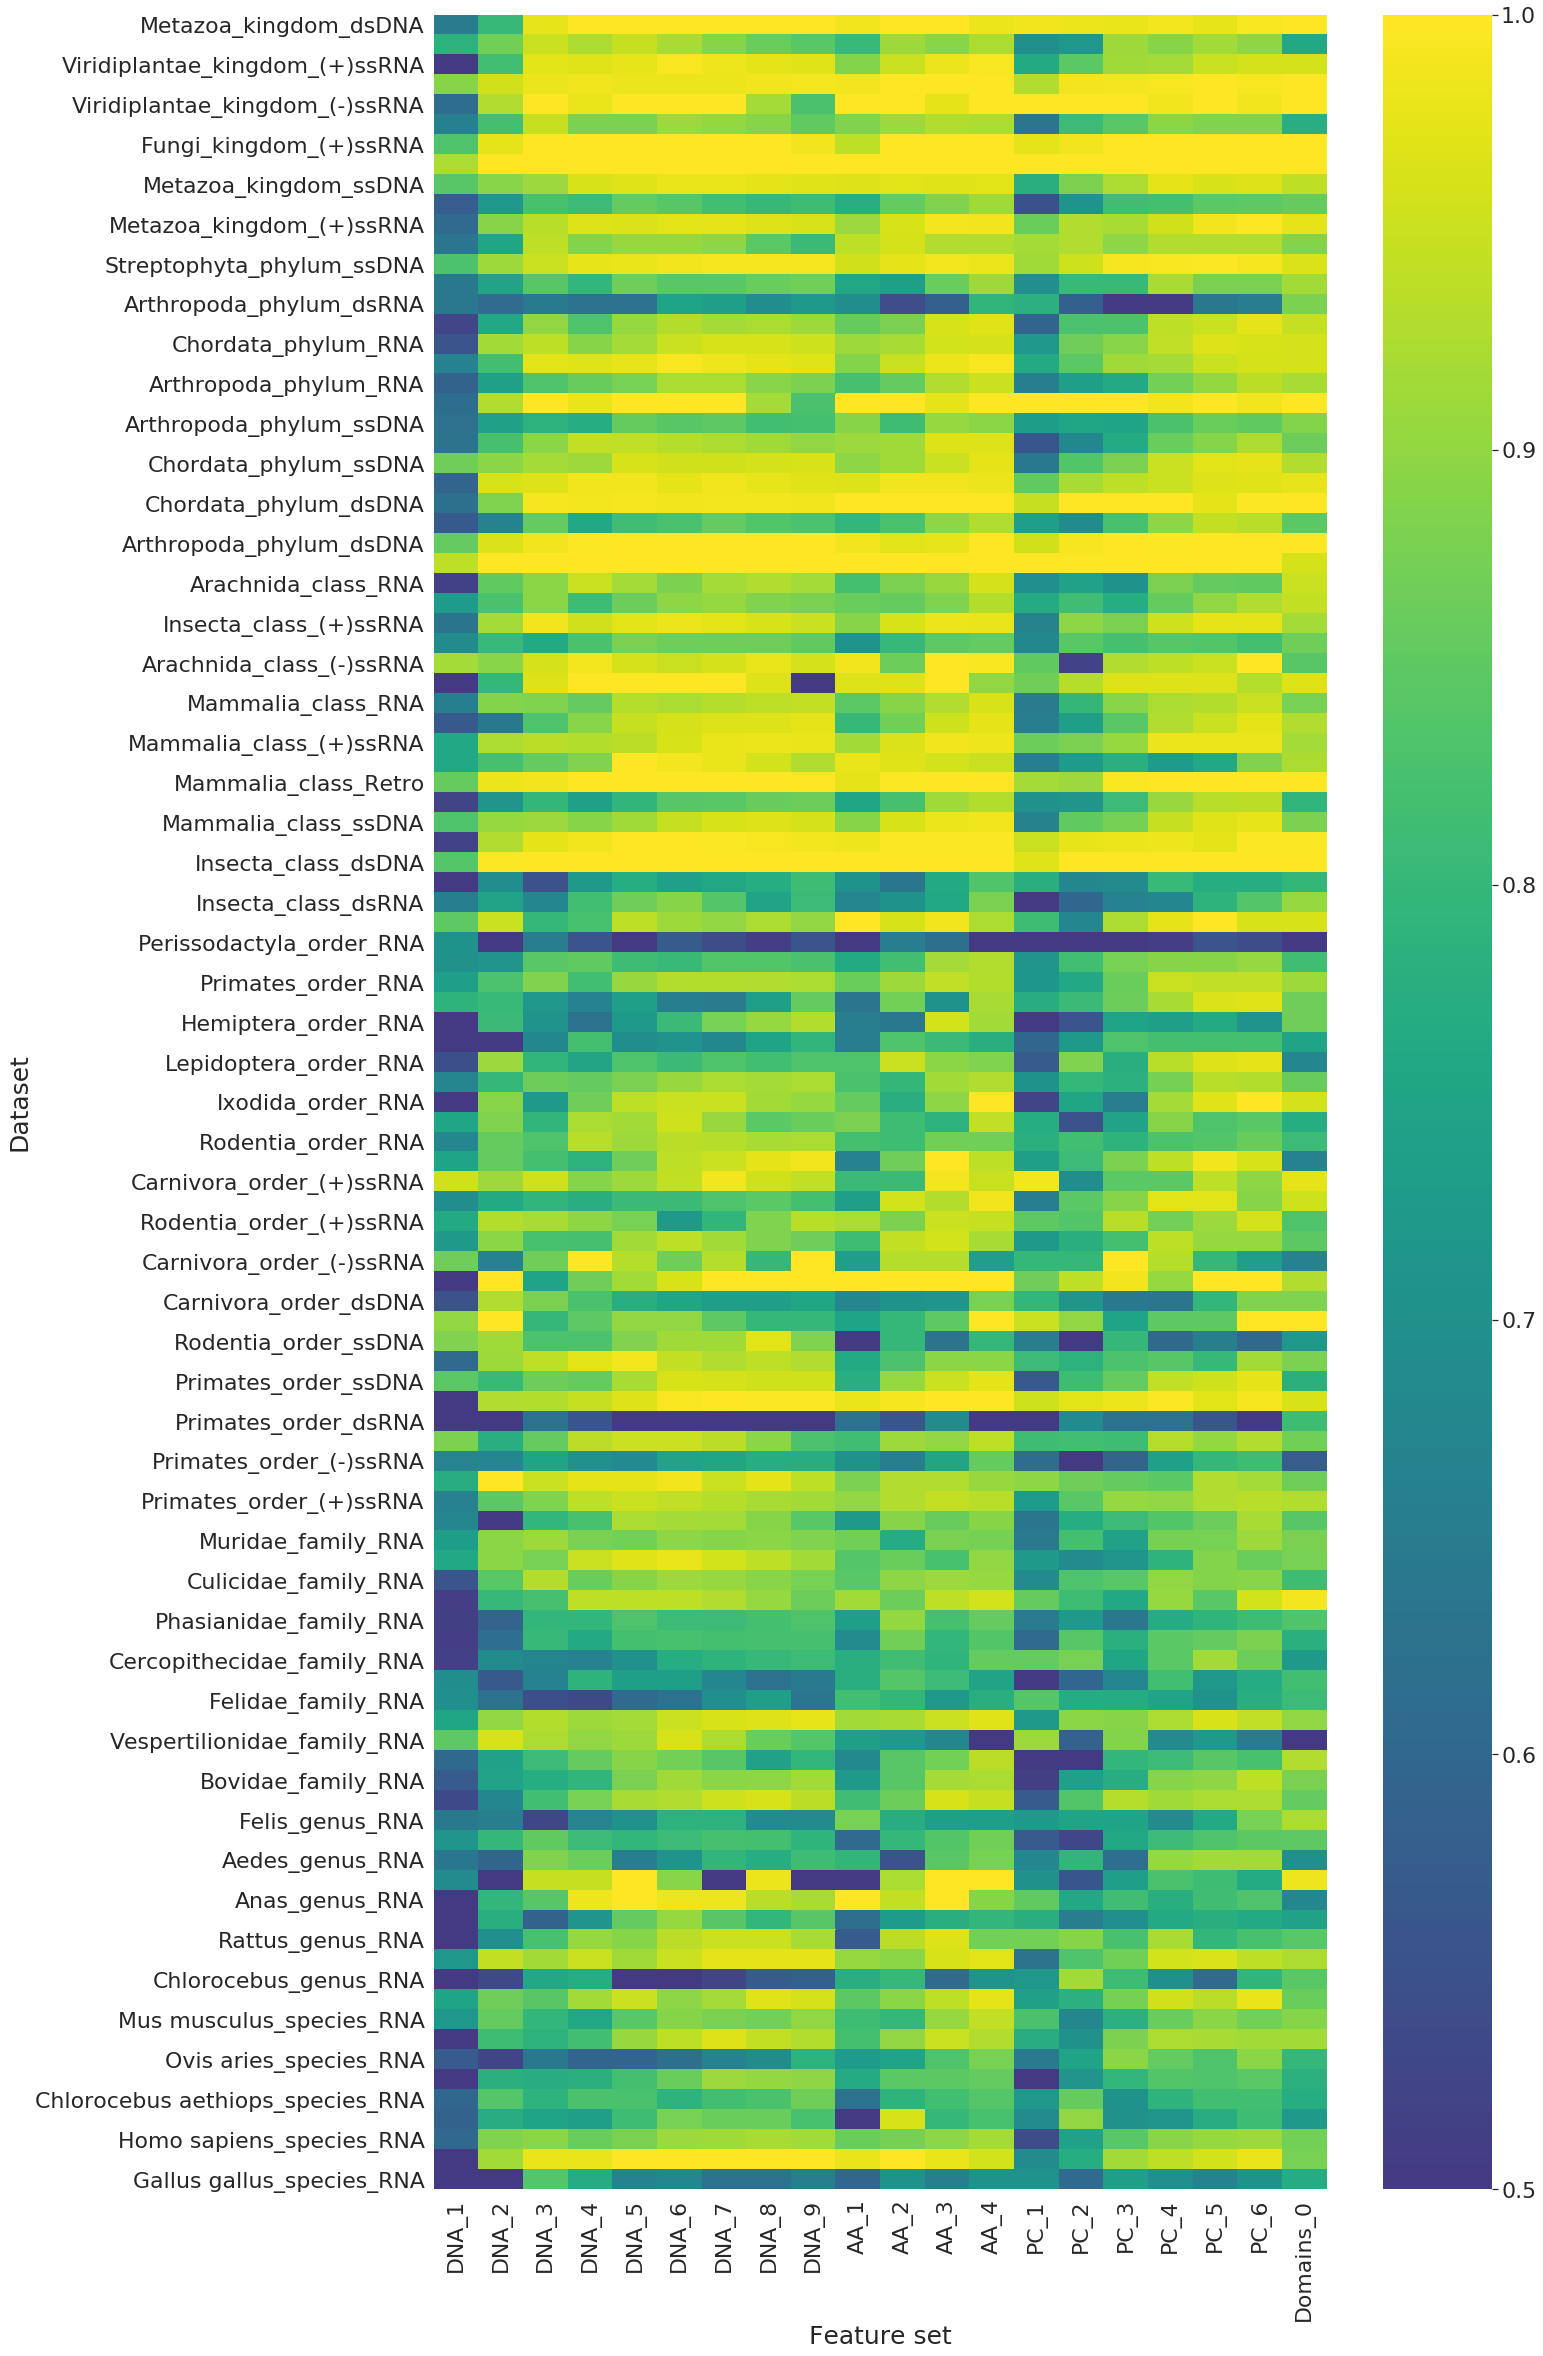 Metazoa_kingdom_dsDNA
Viridiplantae_kingdom_(+)ssRNA
Viridiplantae_kingdom_(-)ssRNA
Fungi_kingdom_(+)ssRNA
Metazoa_kingdom_ssDNA
Metazoa_kingdom_(+)ssRNA
Streptophyta_phylum_ssDNA
Arthropoda_phylum_dsRNA
Chordata_phylum_RNA
Arthropoda_phylum_RNA
Arthropoda_phylum_ssDNA
Chordata_phylum_ssDNA
Chordata_phylum_dsDNA
Arthropoda_phylum_dsDNA
Arachnida_class_RNA
Insecta_class_(+)ssRNA
Arachnida_class_(-)ssRNA
Mammalia_class_RNA
Mammalia_class_(+)ssRNA
Mammalia_class_Retro
Mammalia_class_ssDNA
Insecta_class_dsDNA
Insecta_class_dsRNA
Perissodactyla_order_RNA
Primates_order_RNA
Hemiptera_order_RNA
Lepidoptera_order_RNA
Ixodida_order_RNA
Rodentia_order_RNA
Carnivora_order_(+)ssRNA
Rodentia_order_(+)ssRNA
Carnivora_order_(-)ssRNA
Carnivora_order_dsDNA
Rodentia_order_ssDNA
Primates_order_ssDNA
Primates_order_dsRNA
Primates_order_(-)ssRNA
Primates_order_(+)ssRNA
Muridae_family_RNA
Culicidae_family_RNA
Phasianidae_family_RNA
Cercopithecidae_family_RNA
Felidae_family_RNA
Vespertilionidae_family_RNA
Bovidae_family_RNA
Felis_genus_RNA
Aedes_genus_RNA
Anas_genus_RNA
Rattus_genus_RNA
Chlorocebus_genus_RNA
Mus musculus_species_RNA
Ovis aries_species_RNA
Chlorocebus aethiops_species_RNA
Homo sapiens_species_RNA
Gallus gallus_species_RNA
Dataset
DNA_1
DNA_2
DNA_3
DNA_4
DNA_5
DNA_6
DNA_7
DNA_8
DNA_9
AA_1
AA_2
AA_3
AA_4
PC_1
PC_2
PC_3
PC_4
PC_5
PC_6
Domains_0
Feature set
1.0
0.9
0.8
0.7
0.6
0.5